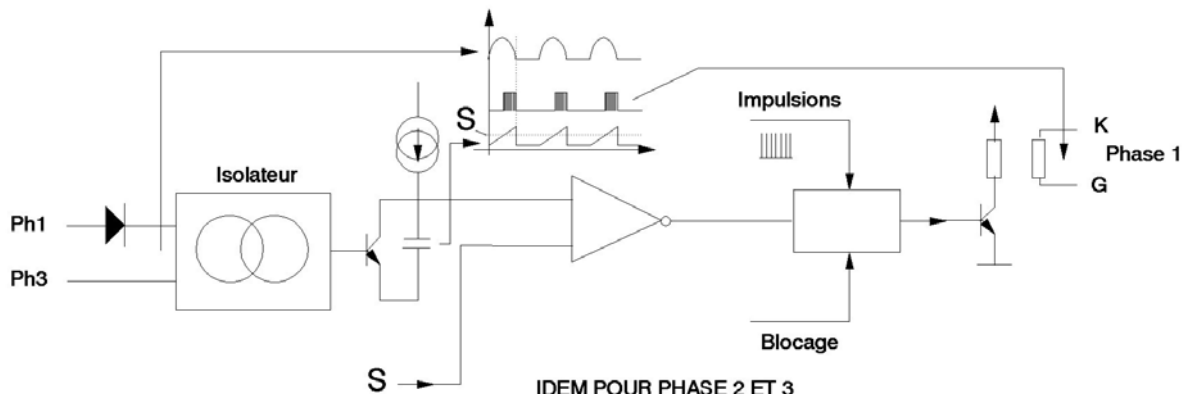 S
Impulsions
K
Phase 1
G
Isolateur
Ph1
Ph3
Blocage
S
IDEM POUR PHASE 2 ET 3